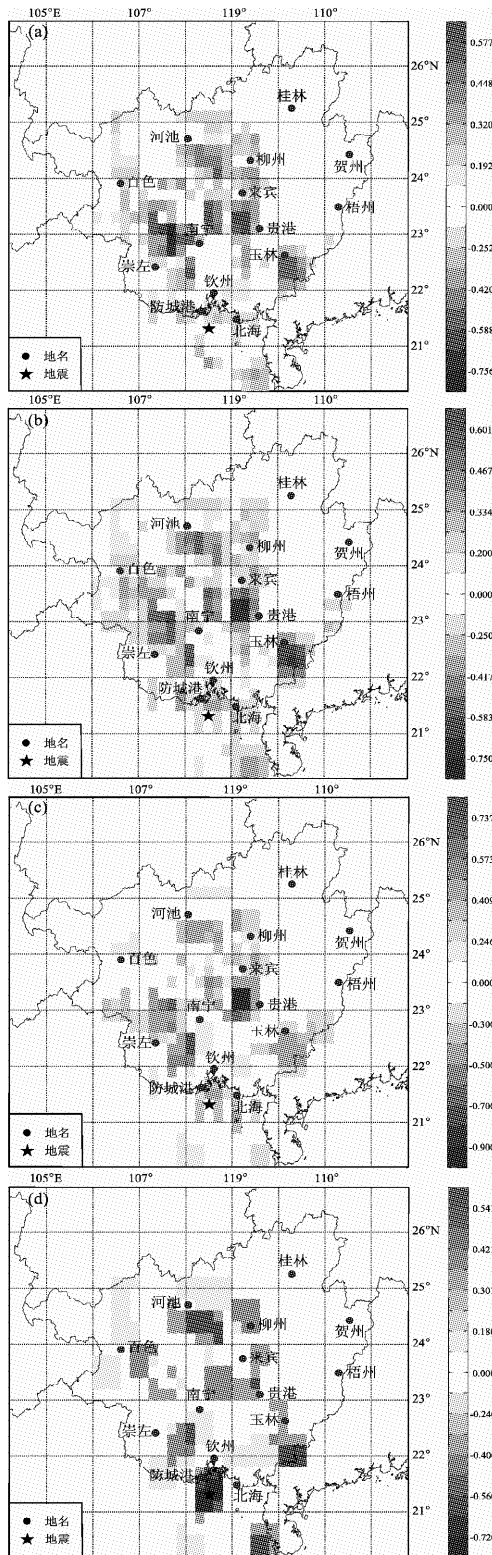 105°E 107° 119° 110°
(a)
0.577
26°N
0.448
桂林
0.320
25°
河池
柳州
贺州
0.192
24°
百色
来宾
梧州
0.000
23°
南宁
贵港
玉林
-0.252
崇左
22°
钦州
防城港
北海
-0.420
21°
-0.588
地名
地震
-0.756
105°E 107° 119° 110°
(b)
0.601
26°N
0.467
桂林
25°
0.334
河池
柳州
贺州
0.200
24°
百色
来宾
梧州
0.000
23°
南宁
贵港
玉林
-0.250
崇左
22°
钦州
防城港
北海
-0.417
21°
-0.583
地名
地震
-0.750
105°E 107° 119° 110°
(c)
0.737
26°N
0.573
桂林
25°
0.409
河池
柳州
贺州
0.246
24°
百色
来宾
梧州
0.000
23°
南宁
贵港
玉林
-0.300
崇左
22°
钦州
防城港
北海
-0.500
21°
-0.700
地名
地震
-0.900
105°E 107° 119° 110°
(d)
26°N
桂林
25°
0.301
河池
柳州
贺州
0.180
24°
百色
来宾
梧州
0.000
23°
南宁
贵港
玉林
-0.240
崇左
22°
钦州
防城港
北海
-0.400
21°
-0.560
地名
地震
-0.720